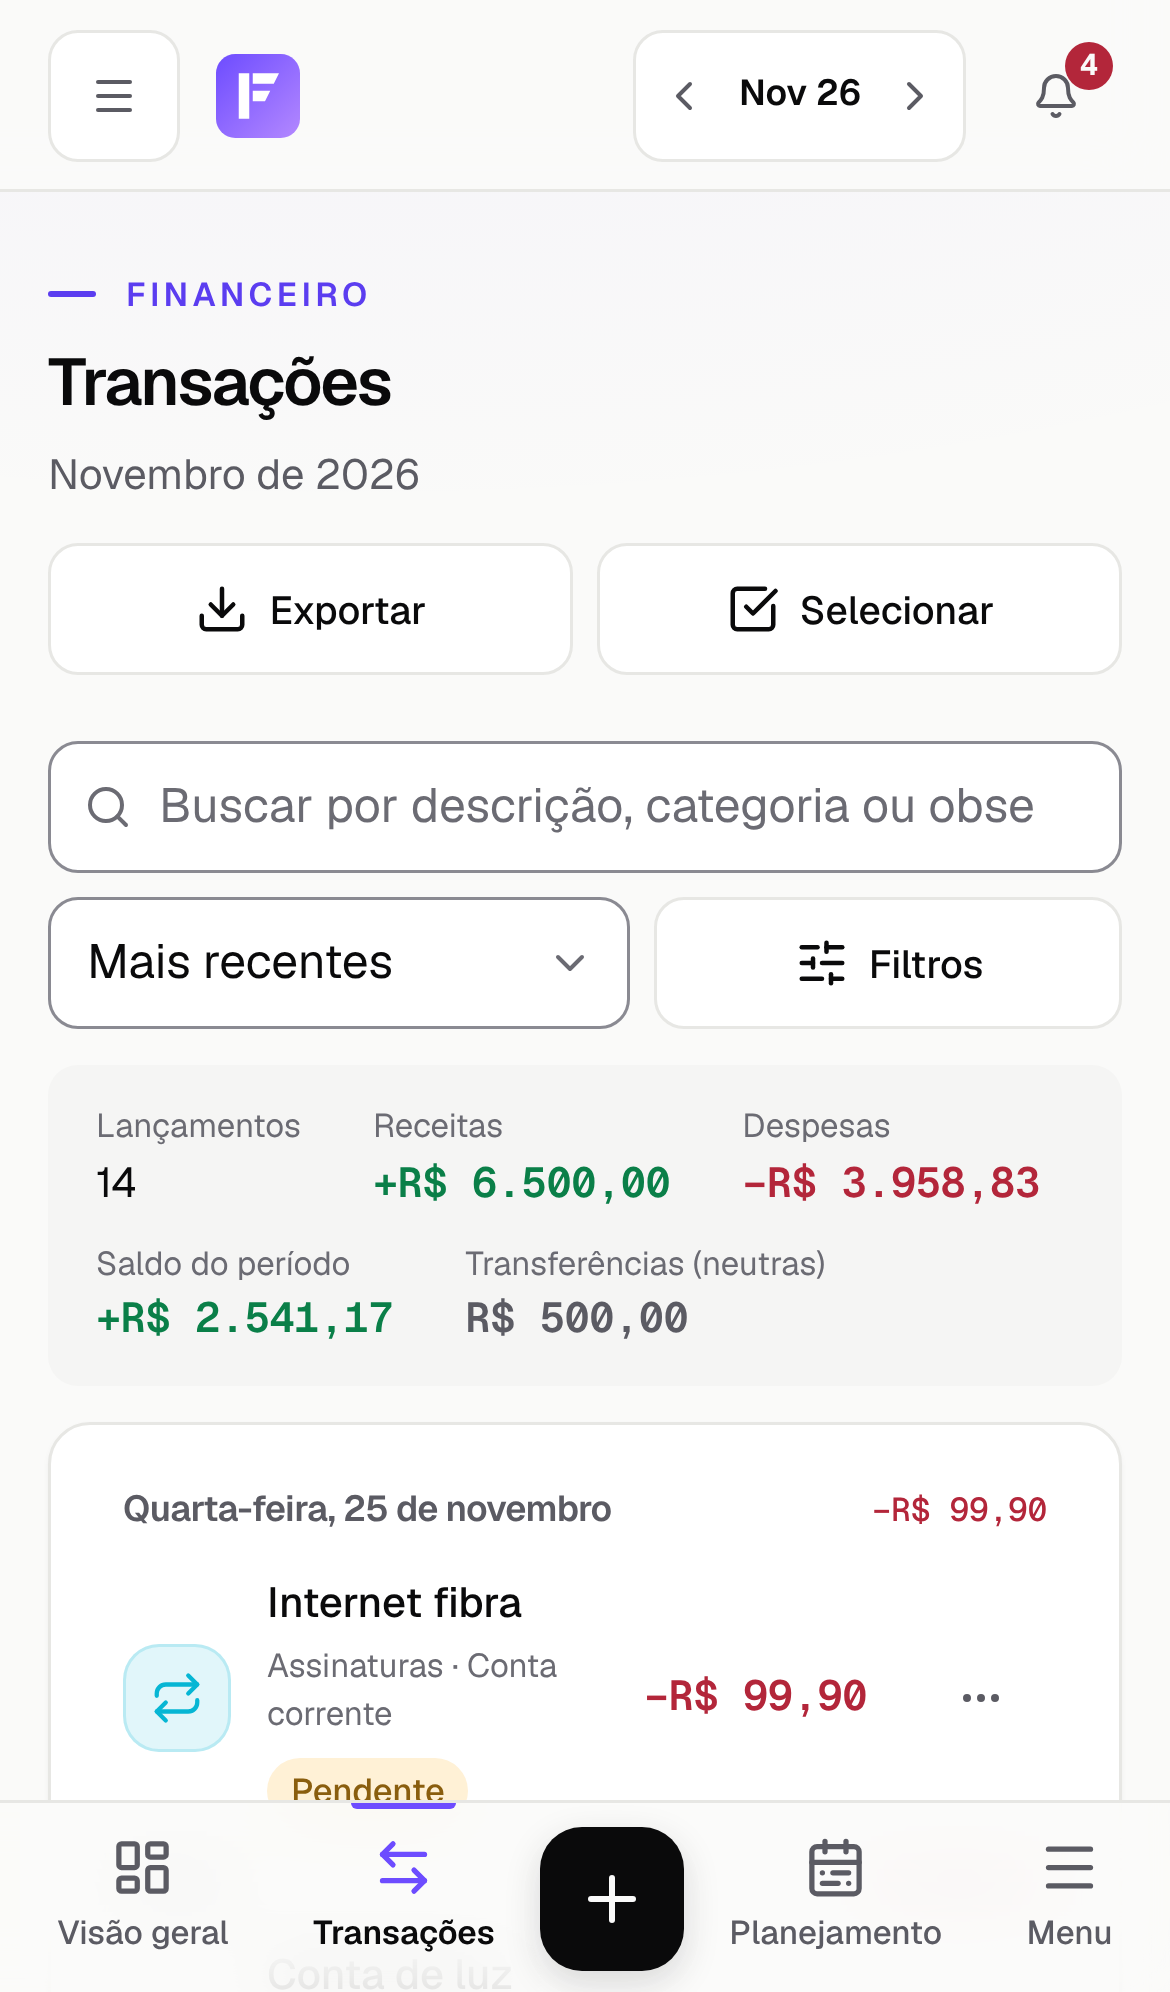 F
Nov 26
4
FINANCEIRO
Transações
Novembro de 2026
Exportar
Selecionar
Buscar por descrição, categoria ou obse
Mais recentes
Filtros
Lançamentos
14
Receitas
+R$ 6.500,00
Despesas
−R$ 3.958,83
Saldo do período
+R$ 2.541,17
Transferências (neutras)
R$ 500,00
Quarta-feira, 25 de novembro
−R$ 99,90
Internet fibra
Assinaturas · Conta
corrente
−R$ 99,90
Pendente
Visão geral
Transações
Planejamento
Menu
Conta de luz